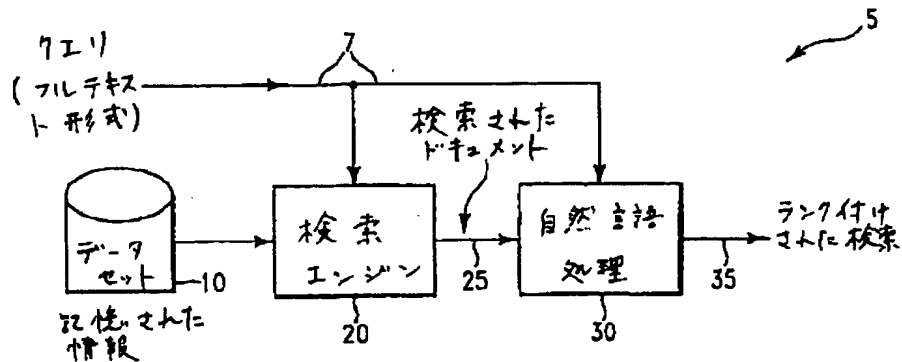 5
クエリ
7
(フルテキス
ト形式)
検索された
ドキュメント
データ
セット
10
検索
エンジン
20
25
自然言語
処理
30
ランク付け
された検索
35
記憶された
情報